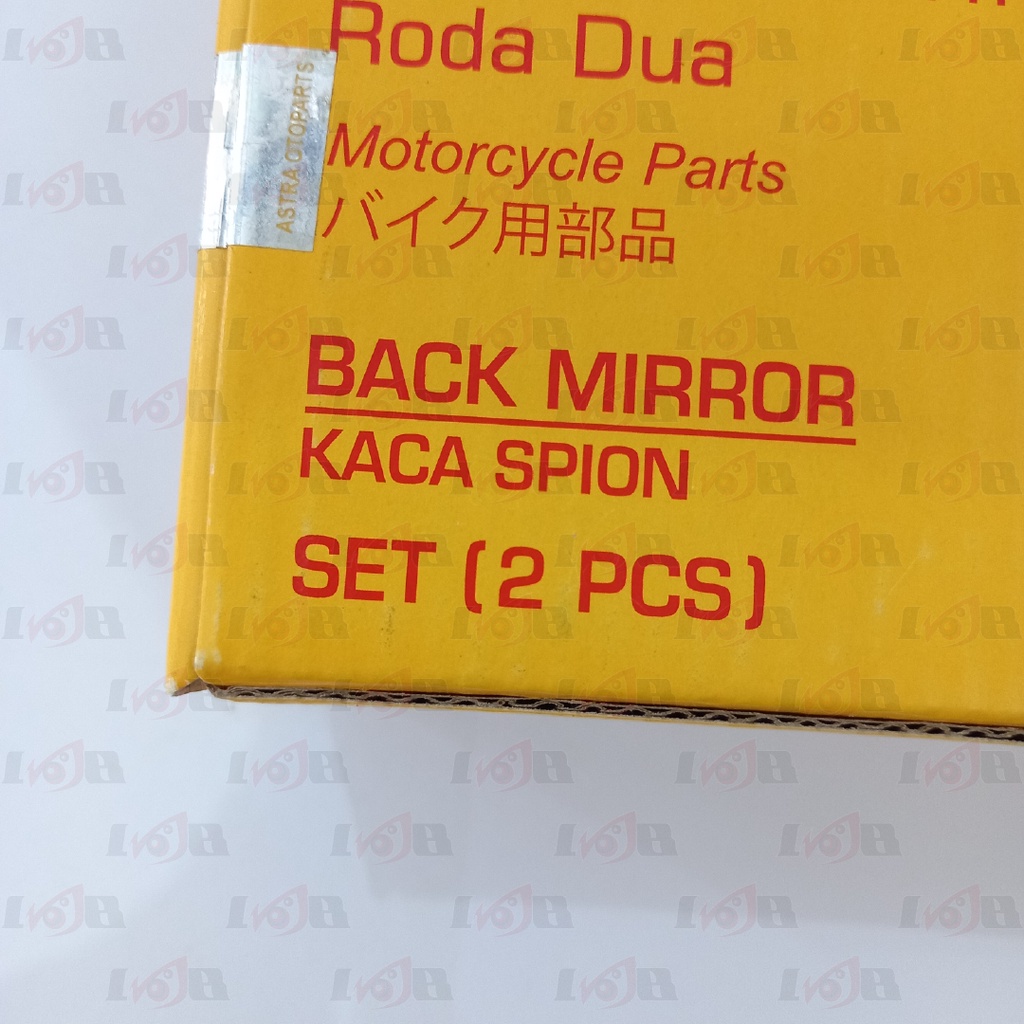 Roda Dua
ASTRA OTOPARTS
Motorcycle Parts
バイク用部品
BACK MIRROR
KACA SPION
SET (2 PCS)